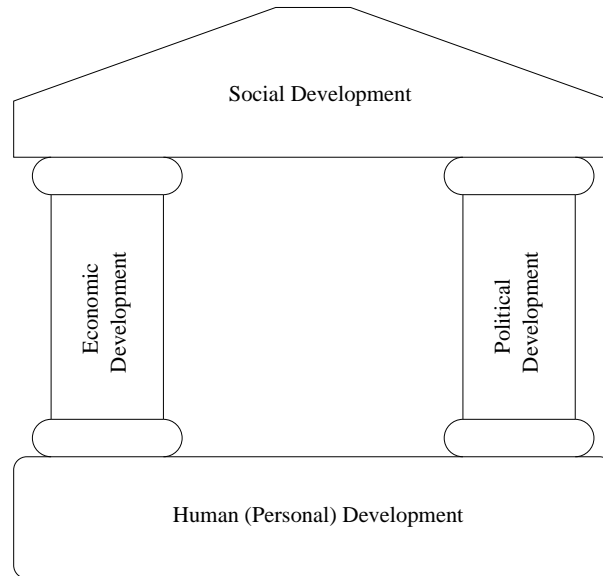 Social Development
Economic
Development
Political
Development
Human (Personal) Development